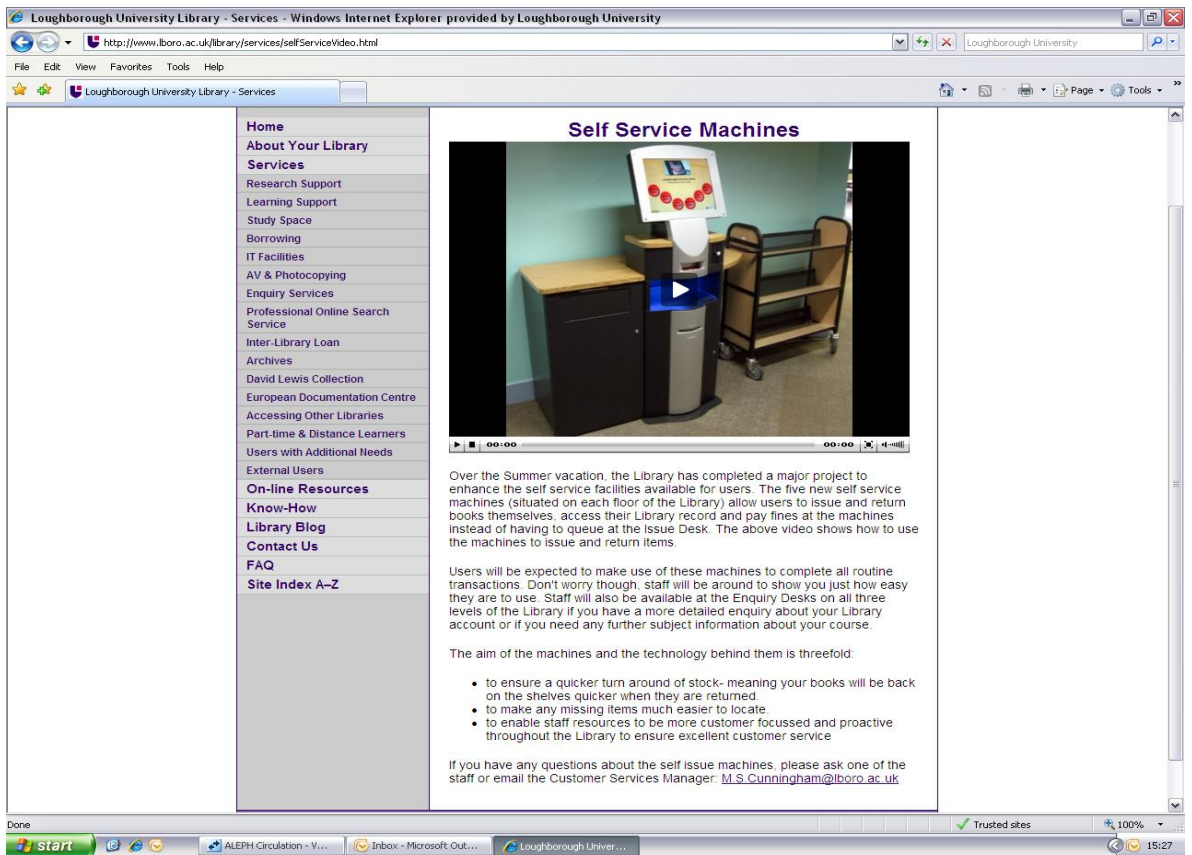 Loughborough University Library - Services - Windows Internet Explorer provided by Loughborough University
http://www.lboro.ac.uk/library/services/selfServiceVideo.html
Loughborough University
File Edit View Favorites Tools Help
Loughborough University Library - Services
Page
Tools
Home
About Your Library
Services
Research Support
Learning Support
Study Space
Borrowing
IT Facilities
AV & Photocopying
Enquiry Services
Professional Online Search
Service
Inter-Library Loan
Archives
David Lewis Collection
European Documentation Centre
Accessing Other Libraries
Part-time & Distance Learners
Users with Additional Needs
External Users
On-line Resources
Know-How
Library Blog
Contact Us
FAQ
Site Index A–Z
Self Service Machines
00:00
00:00
Over the Summer vacation, the Library has completed a major project to
enhance the self service facilities available for users. The five new self service
machines (situated on each floor of the Library) allow users to issue and return
books themselves, access their Library record and pay fines at the machines
instead of having to queue at the Issue Desk. The above video shows how to use
the machines to issue and return items.
Users will be expected to make use of these machines to complete all routine
transactions. Don't worry though, staff will be around to show you just how easy
they are to use. Staff will also be available at the Enquiry Desks on all three
levels of the Library if you have a more detailed enquiry about your Library
account or if you need any further subject information about your course.
The aim of the machines and the technology behind them is threefold:
• to ensure a quicker turn around of stock- meaning your books will be back
on the shelves quicker when they are returned.
• to make any missing items much easier to locate.
• to enable staff resources to be more customer focussed and proactive
throughout the Library to ensure excellent customer service
If you have any questions about the self issue machines, please ask one of the
staff or email the Customer Services Manager: M.S.Cunningham@lboro.ac.uk
Done
Trusted sites
100%
start
ALEPH Circulation - V...
Inbox - Microsoft Out...
Loughborough Univer...
15:27